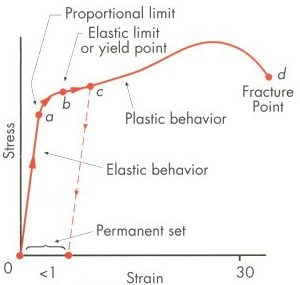 Proportional limit
Elastic limit
or yield point
a
b
c
d
Fracture
Point
Plastic behavior
Stress
Elastic behavior
Permanent set
0
<1
Strain
30